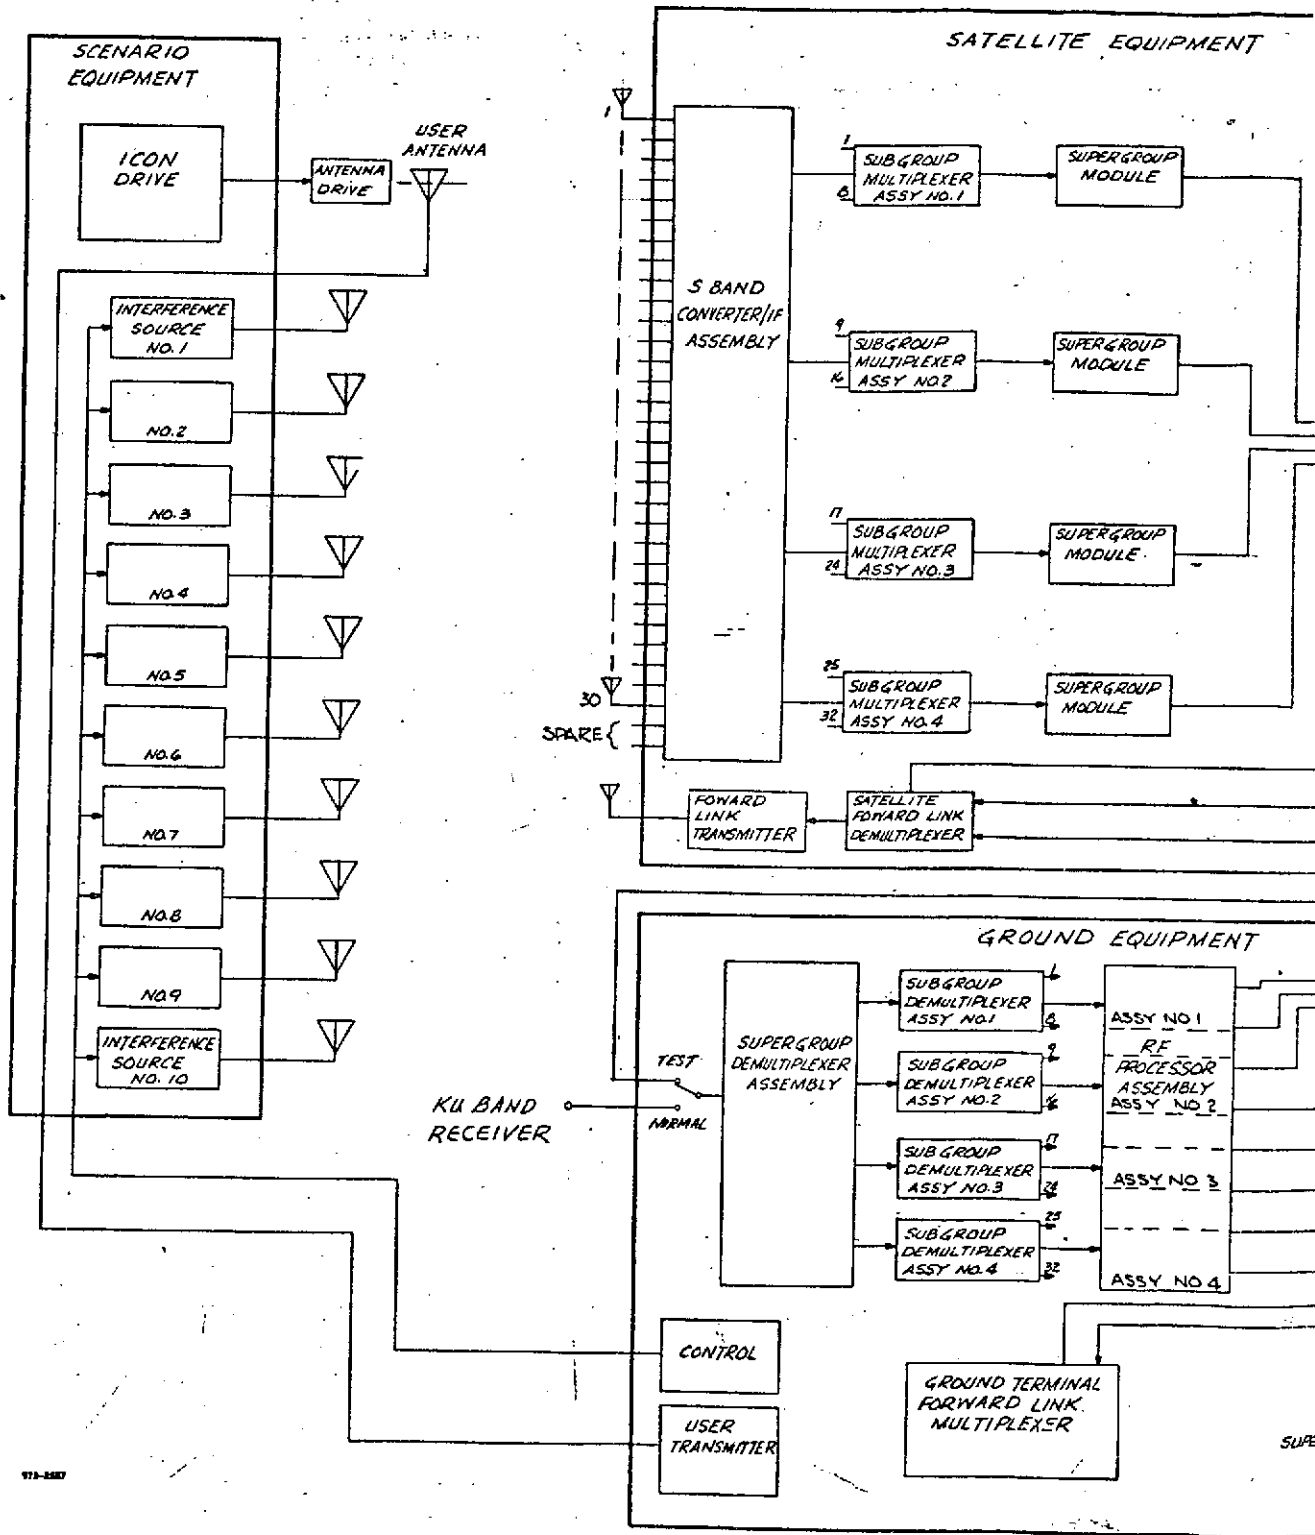 SCENARIO
EQUIPMENT
ICON
DRIVE
ANTENNA
DRIVE
USER
ANTENNA
INTERFERENCE
SOURCE
NO. 1
NO. 2
NO. 3
NO. 4
NO. 5
NO. 6
NO. 7
NO. 8
NO. 9
INTERFERENCE
SOURCE
NO. 10
SATELLITE EQUIPMENT
1
30
SPARE {
S BAND
CONVERTER/IF
ASSEMBLY
1
8
SUBGROUP
MULTIPLEXER
ASSY NO. 1
SUPERGROUP
MODULE
9
16
SUBGROUP
MULTIPLEXER
ASSY NO. 2
SUPERGROUP
MODULE
17
24
SUBGROUP
MULTIPLEXER
ASSY NO. 3
SUPERGROUP
MODULE
25
32
SUBGROUP
MULTIPLEXER
ASSY NO. 4
SUPERGROUP
MODULE
FOWARD
LINK
TRANSMITTER
SATELLITE
FOWARD LINK
DEMULTIPLEXER
GROUND EQUIPMENT
TEST
NORMAL
KU BAND
RECEIVER
SUPERGROUP
DEMULTIPLEXER
ASSEMBLY
SUBGROUP
DEMULTIPLEXER
ASSY NO. 1
1
8
SUBGROUP
DEMULTIPLEXER
ASSY NO. 2
9
16
SUBGROUP
DEMULTIPLEXER
ASSY NO. 3
17
24
SUBGROUP
DEMULTIPLEXER
ASSY NO. 4
25
32
ASSY NO 1
RF
PROCESSOR
ASSEMBLY
ASSY NO 2
ASSY NO 3
ASSY NO 4
CONTROL
USER
TRANSMITTER
GROUND TERMINAL
FORWARD LINK
MULTIPLEXER
SUPE